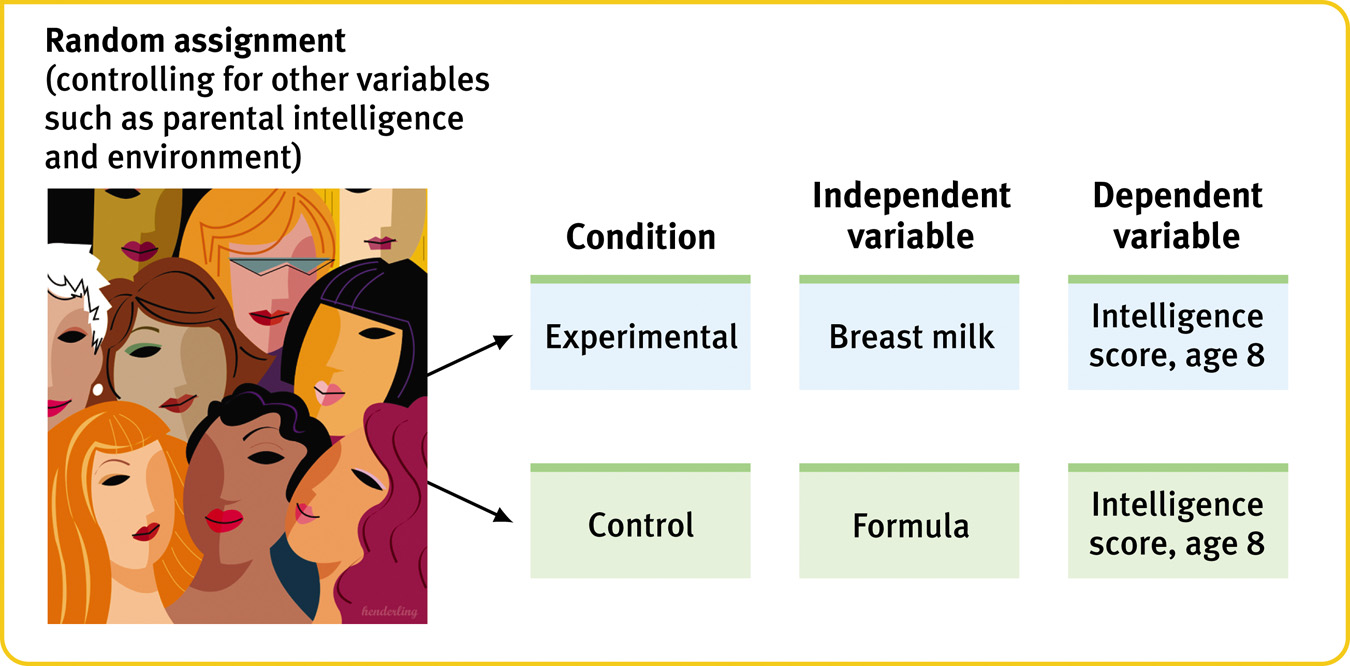 Random assignment
(controlling for other variables
such as parental intelligence
and environment)
Condition
Independent
variable
Dependent
variable
Experimental
Breast milk
Intelligence
score, age 8
Control
Formula
Intelligence
score, age 8
henderling